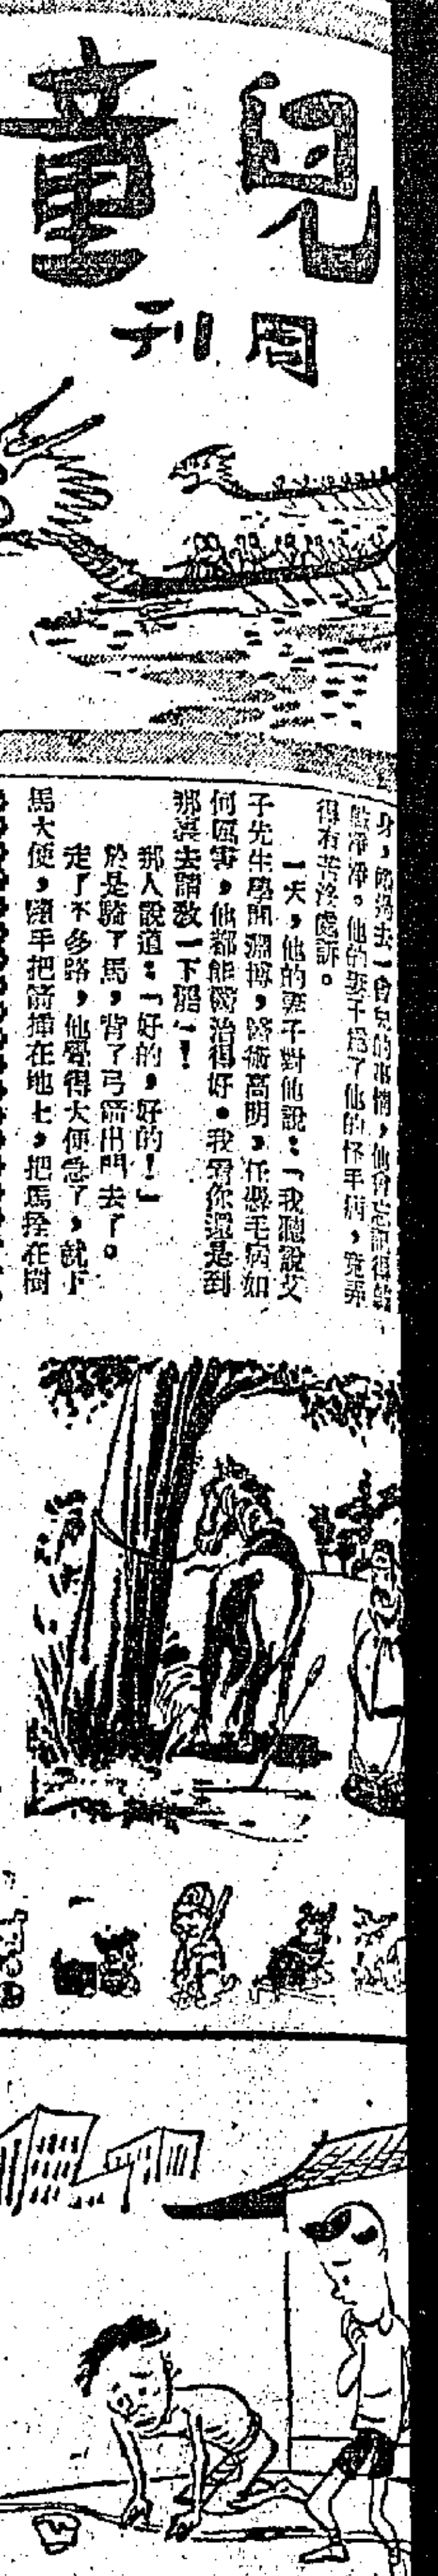 兒童
周刊
身，的過去一會兒的事情，他會忘記得乾
乾淨淨。他的妻子爲了他的怪毛病，竟弄
得有苦沒處訴。
一天，他的妻子對他說：「我聽說艾
子先生學問淵博，醫術高明，任憑毛病如
何厲害，他都能醫治得好。我看你還是到
那裏去請敎一下罷！」
那人說道：「好的，好的！」
於是騎了馬，背了弓箭出門去了。
走了不多路，他覺得大便急了，就下
馬大便，隨手把箭插在地上，把馬拴在樹